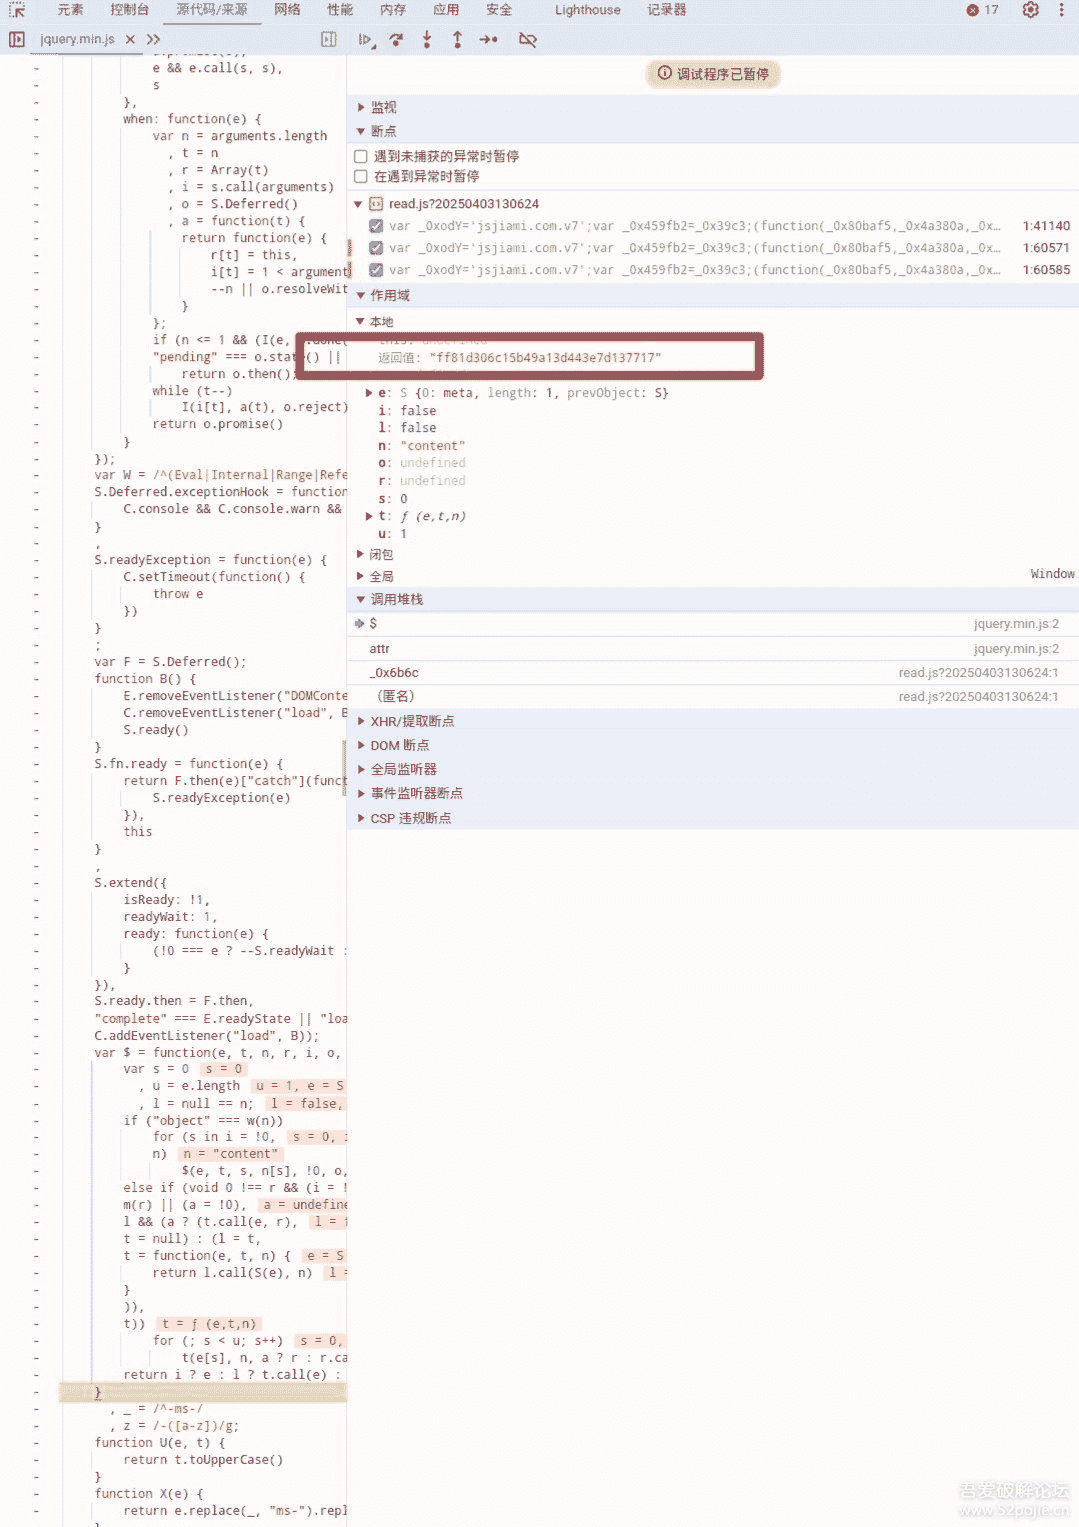 元素 控制台 源代码/来源 网络 性能 内存 应用 安全 Lighthouse 记录器 17
jquery.min.js × >>
调试程序已暂停
e && e.call(s, s),
s
},
when: function(e) {
var n = arguments.length
, t = n
, r = Array(t)
, i = s.call(arguments)
, o = S.Deferred()
, a = function(t) {
return function(e) {
r[t] = this,
i[t] = 1 < argument
--n || o.resolveWit
}
};
if (n <= 1 && (I(e,
"pending" === o.stat
return o.then();
while (t--)
I(i[t], a(t), o.reject)
return o.promise()
}
});
var W = /^(Eval|Internal|Range|Refe
S.Deferred.exceptionHook = function
C.console && C.console.warn &&
}
,
S.readyException = function(e) {
C.setTimeout(function() {
throw e
})
}
;
var F = S.Deferred();
function B() {
E.removeEventListener("DOMConte
C.removeEventListener("load", B
S.ready()
}
S.fn.ready = function(e) {
return F.then(e)["catch"](funct
S.readyException(e)
}),
this
}
,
S.extend({
isReady: !1,
readyWait: 1,
ready: function(e) {
(!0 === e ? --S.readyWait :
}
}),
S.ready.then = F.then,
"complete" === E.readyState || "loa
C.addEventListener("load", B));
var $ = function(e, t, n, r, i, o,
var s = 0 s = 0
, u = e.length u = 1, e = S
, l = null == n; l = false,
if ("object" === w(n))
for (s in i = !0, s = 0, i
n) n = "content"
$(e, t, s, n[s], !0, o,
else if (void 0 !== r && (i = !
m(r) || (a = !0), a = undefine
l && (a ? (t.call(e, r), l = f
t = null) : (l = t,
t = function(e, t, n) { e = S
return l.call(S(e), n) l =
}
)),
t)) t = ƒ (e,t,n)
for (; s < u; s++) s = 0,
t(e[s], n, a ? r : r.ca
return i ? e : l ? t.call(e) :
}
, _ = /^-ms-/
, z = /-([a-z])/g;
function U(e, t) {
return t.toUpperCase()
}
function X(e) {
return e.replace(_, "ms-").repl
监视
断点
遇到未捕获的异常时暂停
在遇到异常时暂停
read.js?20250403130624
var _0xodY='jsjiami.com.v7';var _0x459fb2=_0x39c3;(function(_0x80baf5,_0x4a380a,_0x… 1:41140
var _0xodY='jsjiami.com.v7';var _0x459fb2=_0x39c3;(function(_0x80baf5,_0x4a380a,_0x… 1:60571
var _0xodY='jsjiami.com.v7';var _0x459fb2=_0x39c3;(function(_0x80baf5,_0x4a380a,_0x… 1:60585
作用域
本地
this: undefined
返回值: "ff81d306c15b49a13d443e7d137717"
e: S {0: meta, length: 1, prevObject: S}
i: false
l: false
n: "content"
o: undefined
r: undefined
s: 0
t: ƒ (e,t,n)
u: 1
闭包
全局 Window
调用堆栈
$ jquery.min.js:2
attr jquery.min.js:2
_0x6b6c read.js?20250403130624:1
（匿名） read.js?20250403130624:1
XHR/提取断点
DOM 断点
全局监听器
事件监听器断点
CSP 违规断点
吾爱破解论坛
www.52pojie.cn